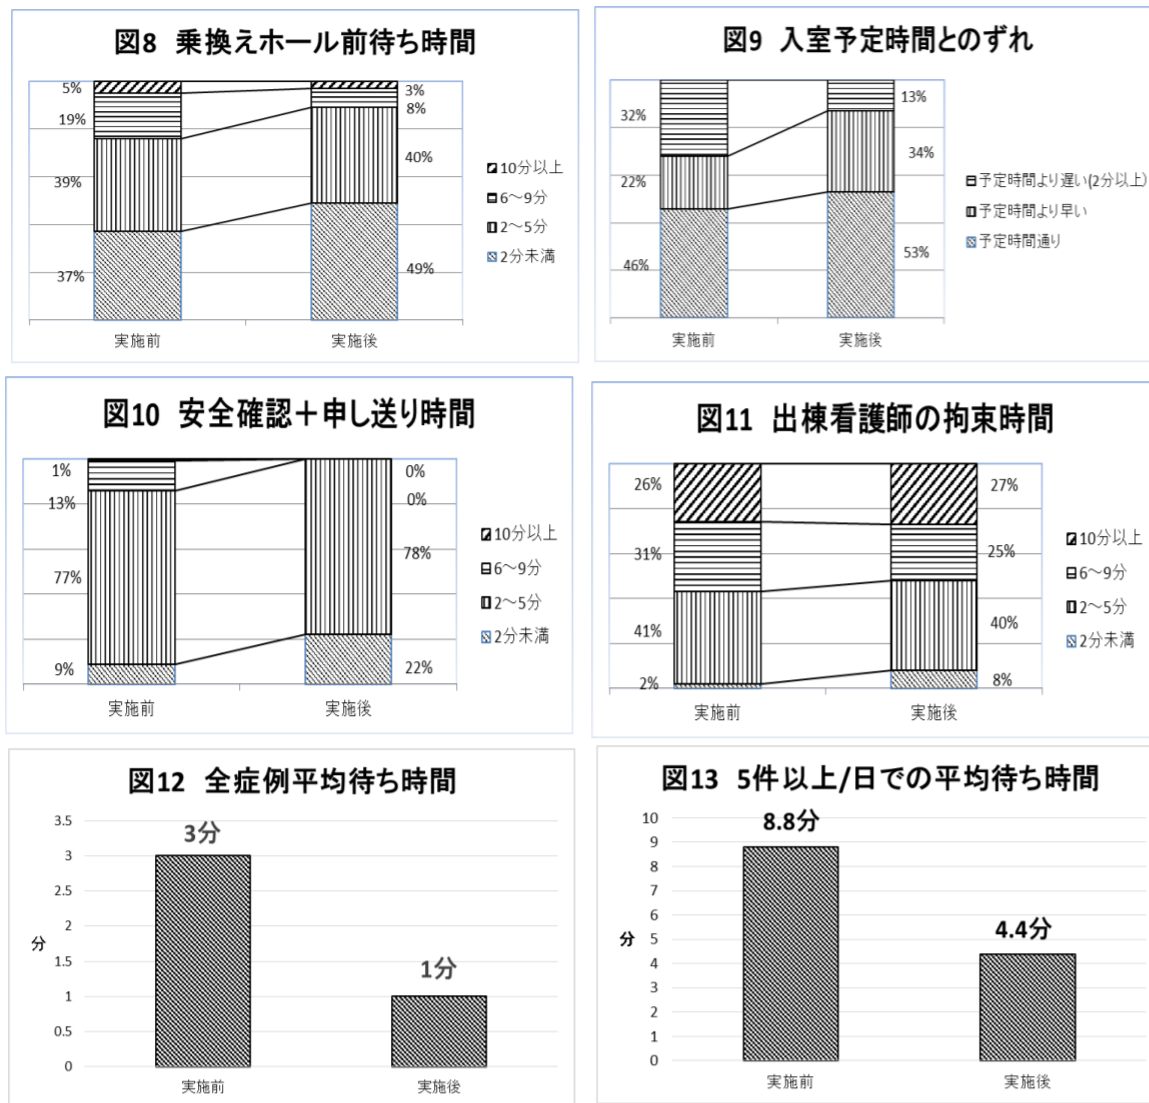 図8 乗換えホール前待ち時間
5%
19%
39%
37%
3%
8%
40%
49%
10分以上
6～9分
2～5分
2分未満
実施前
実施後
図9 入室予定時間とのずれ
32%
22%
46%
13%
34%
53%
予定時間より遅い(2分以上)
予定時間より早い
予定時間通り
実施前
実施後
図10 安全確認＋申し送り時間
1%
13%
77%
9%
0%
0%
78%
22%
10分以上
6～9分
2～5分
2分未満
実施前
実施後
図11 出棟看護師の拘束時間
26%
31%
41%
2%
27%
25%
40%
8%
10分以上
6～9分
2～5分
2分未満
実施前
実施後
図12 全症例平均待ち時間
3.5
3
2.5
2
1.5
1
0.5
0
分
3分
1分
実施前
実施後
図13 5件以上/日での平均待ち時間
10
9
8
7
6
5
4
3
2
1
0
分
8.8分
4.4分
実施前
実施後